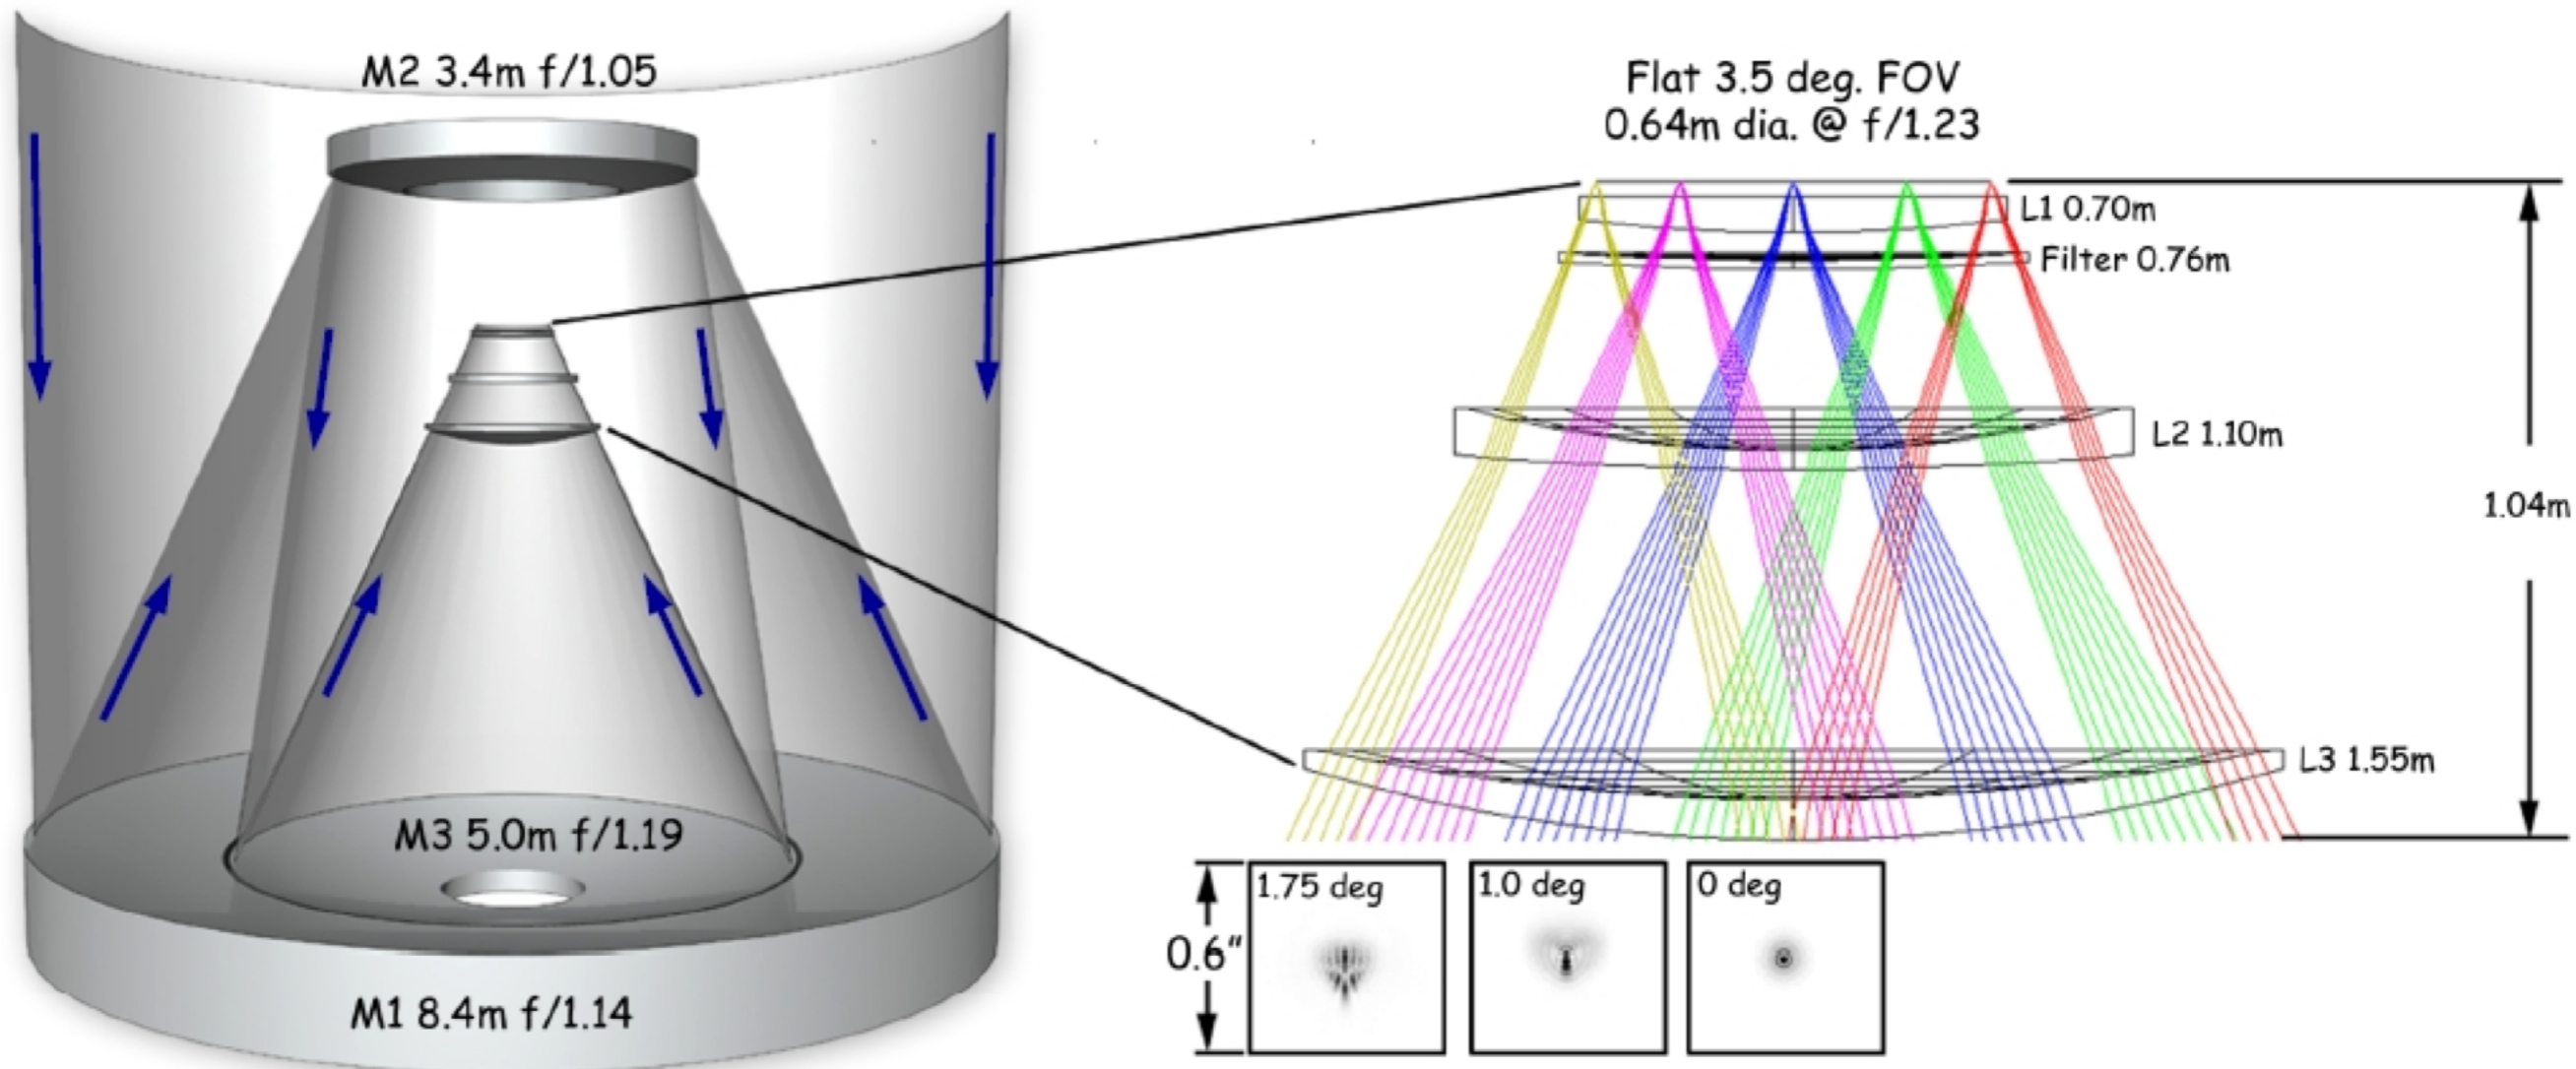 M2 3.4m f/1.05
M3 5.0m f/1.19
M1 8.4m f/1.14
Flat 3.5 deg. FOV
0.64m dia. @ f/1.23
L1 0.70m
Filter 0.76m
L2 1.10m
1.04m
L3 1.55m
0.6"
1.75 deg
1.0 deg
0 deg